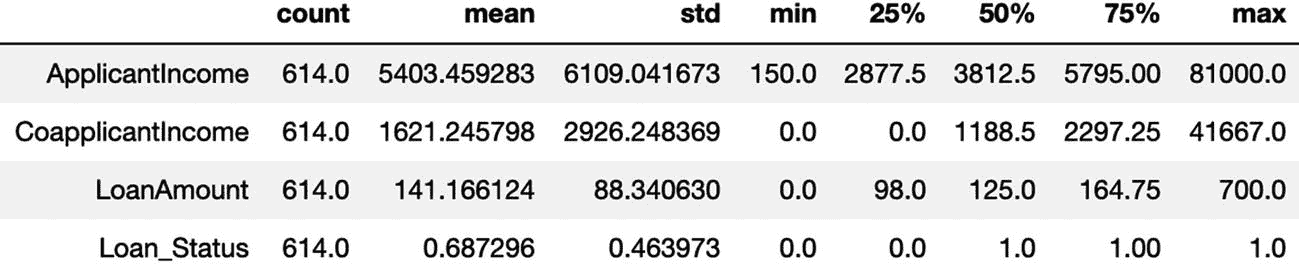 count mean std min 25% 50% 75% max
ApplicantIncome 614.0 5403.459283 6109.041673 150.0 2877.5 3812.5 5795.00 81000.0
CoapplicantIncome 614.0 1621.245798 2926.248369 0.0 0.0 1188.5 2297.25 41667.0
LoanAmount 614.0 141.166124 88.340630 0.0 98.0 125.0 164.75 700.0
Loan_Status 614.0 0.687296 0.463973 0.0 0.0 1.0 1.00 1.0